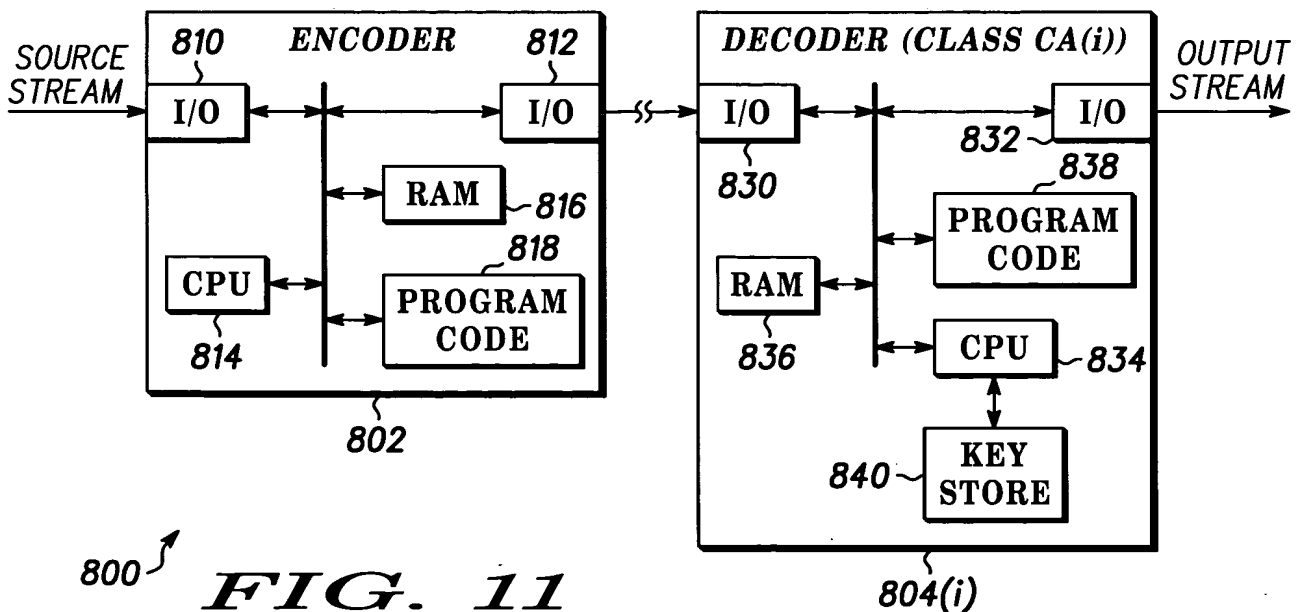 810
ENCODER
812
DECODER (CLASS CA(i))
SOURCE
STREAM
OUTPUT
STREAM
I/O
I/O
I/O
I/O
832
830
838
RAM
816
PROGRAM
CODE
818
CPU
814
PROGRAM
CODE
RAM
836
CPU
834
802
840
KEY
STORE
800
FIG. 11
804(i)